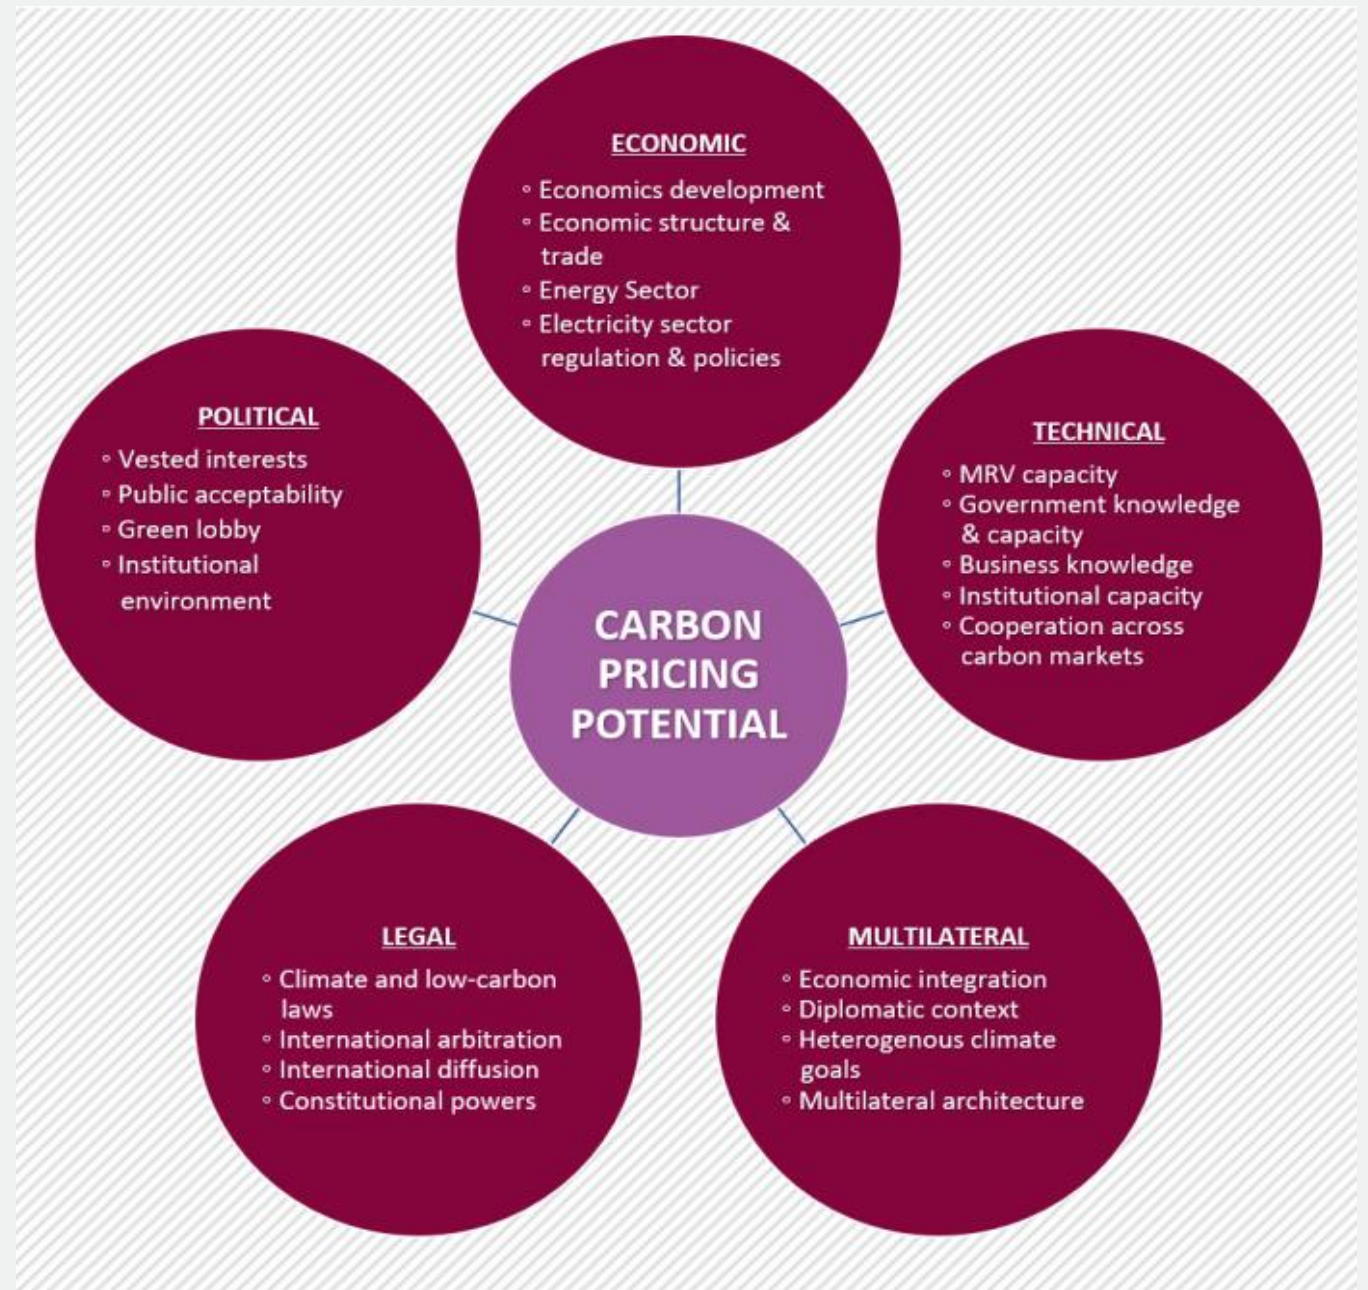 ECONOMIC
◦ Economics development
◦ Economic structure &
trade
◦ Energy Sector
◦ Electricity sector
regulation & policies
POLITICAL
◦ Vested interests
◦ Public acceptability
◦ Green lobby
◦ Institutional
environment
TECHNICAL
◦ MRV capacity
◦ Government knowledge
& capacity
◦ Business knowledge
◦ Institutional capacity
◦ Cooperation across
carbon markets
CARBON
PRICING
POTENTIAL
LEGAL
◦ Climate and low-carbon
laws
◦ International arbitration
◦ International diffusion
◦ Constitutional powers
MULTILATERAL
◦ Economic integration
◦ Diplomatic context
◦ Heterogenous climate
goals
◦ Multilateral architecture